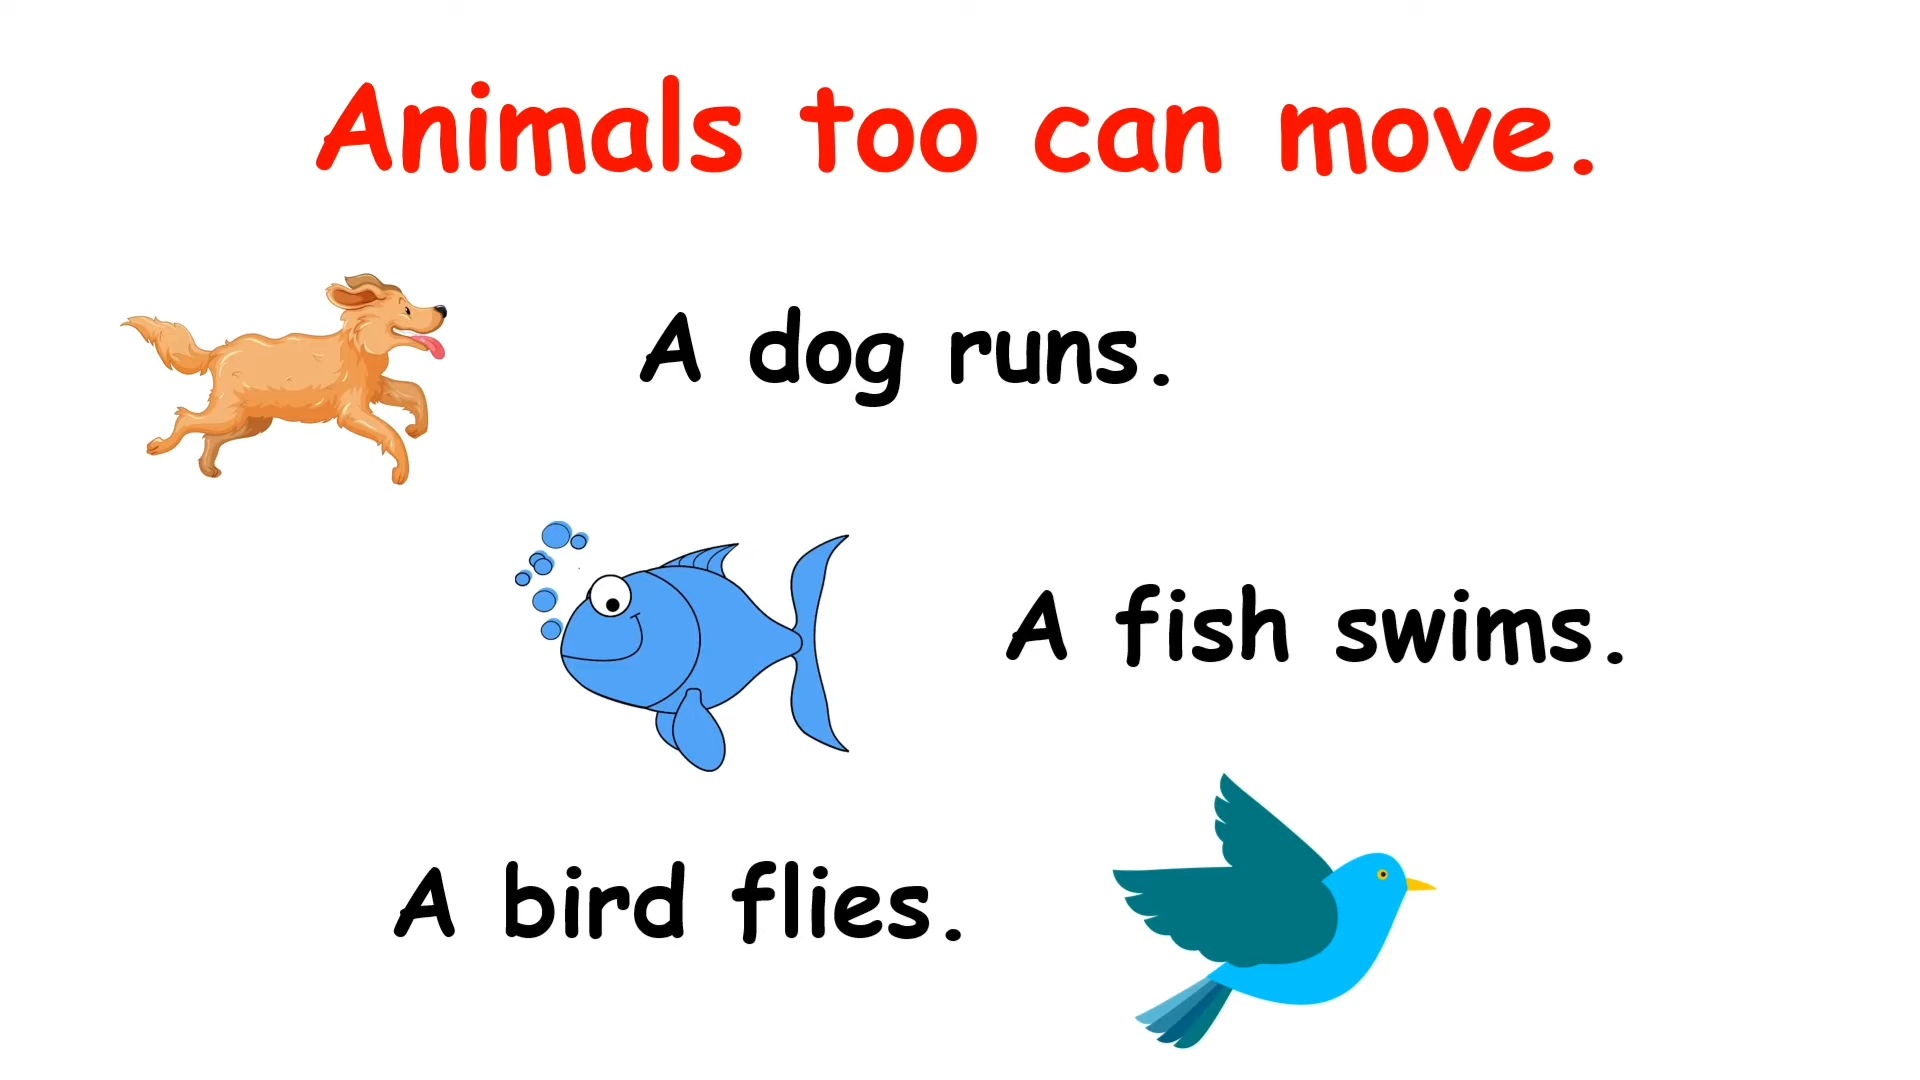 Animals too can move.
A dog runs.
A fish swims.
A bird flies.